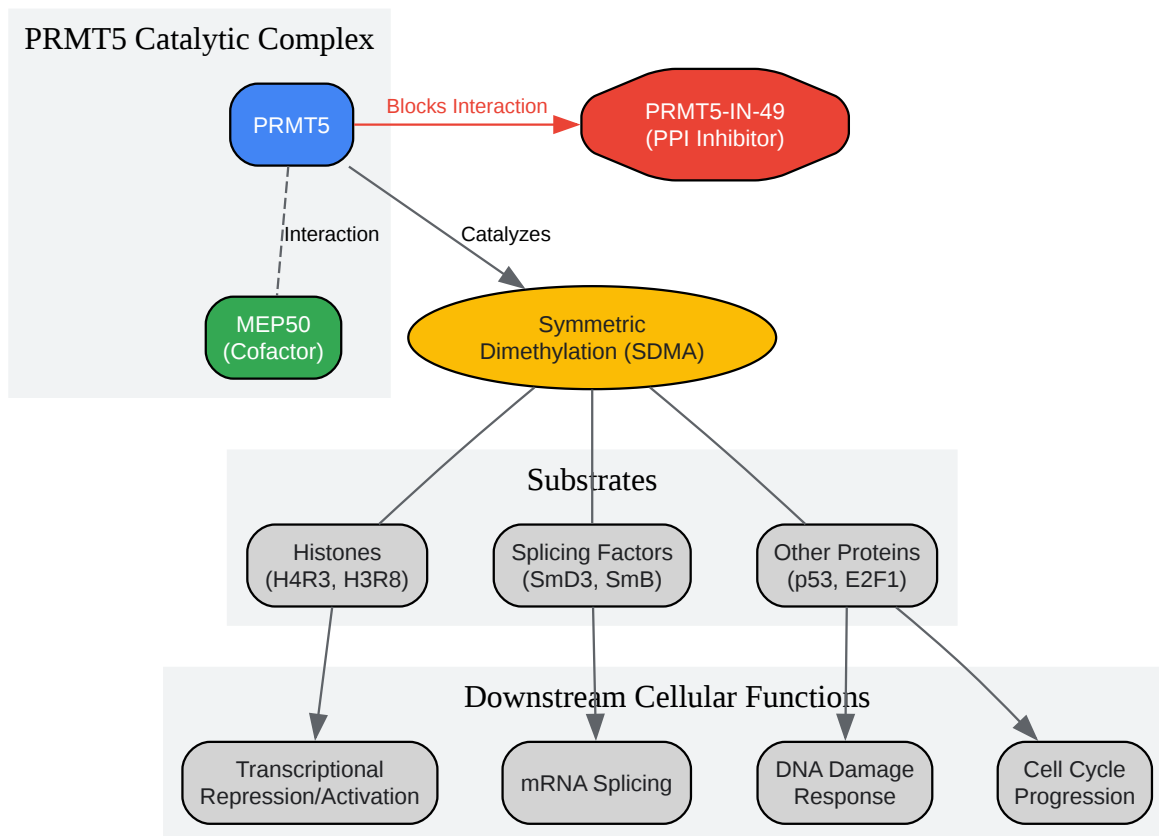 PRMT5 Catalytic Complex
PRMT5
Blocks Interaction
PRMT5-IN-49
(PPI Inhibitor)
Interaction
Catalyzes
MEP50
(Cofactor)
Symmetric
Dimethylation (SDMA)
Substrates
Histones
(H4R3, H3R8)
Splicing Factors
(SmD3, SmB)
Other Proteins
(p53, E2F1)
Downstream Cellular Functions
Transcriptional
Repression/Activation
mRNA Splicing
DNA Damage
Response
Cell Cycle
Progression